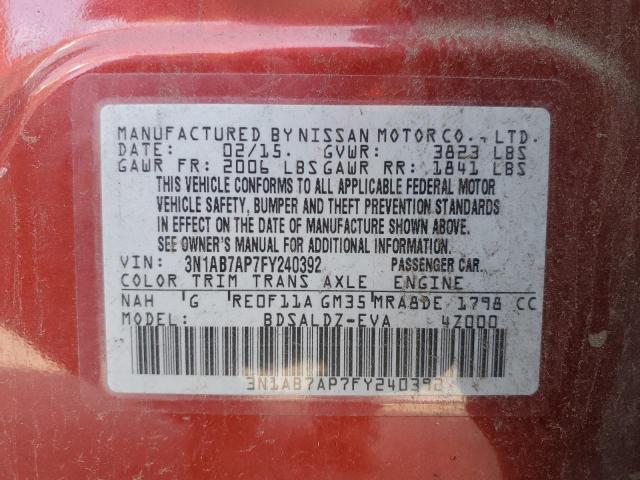 MANUFACTURED BY NISSAN MOTOR CO., LTD.
DATE: 02/15. GVWR: 3823 LBS
GAWR FR: 2006 LBS GAWR RR: 1841 LBS
THIS VEHICLE CONFORMS TO ALL APPLICABLE FEDERAL MOTOR
VEHICLE SAFETY, BUMPER AND THEFT PREVENTION STANDARDS
IN EFFECT ON THE DATE OF MANUFACTURE SHOWN ABOVE.
SEE OWNER'S MANUAL FOR ADDITIONAL INFORMATION.
VIN: 3N1AB7AP7FY240392 PASSENGER CAR
COLOR TRIM TRANS AXLE ENGINE
NAH G RE0F11A GM35 MRA8DE 1798 CC
MODEL: BDSALDZ-EVA 4Z000
3N1AB7AP7FY240392